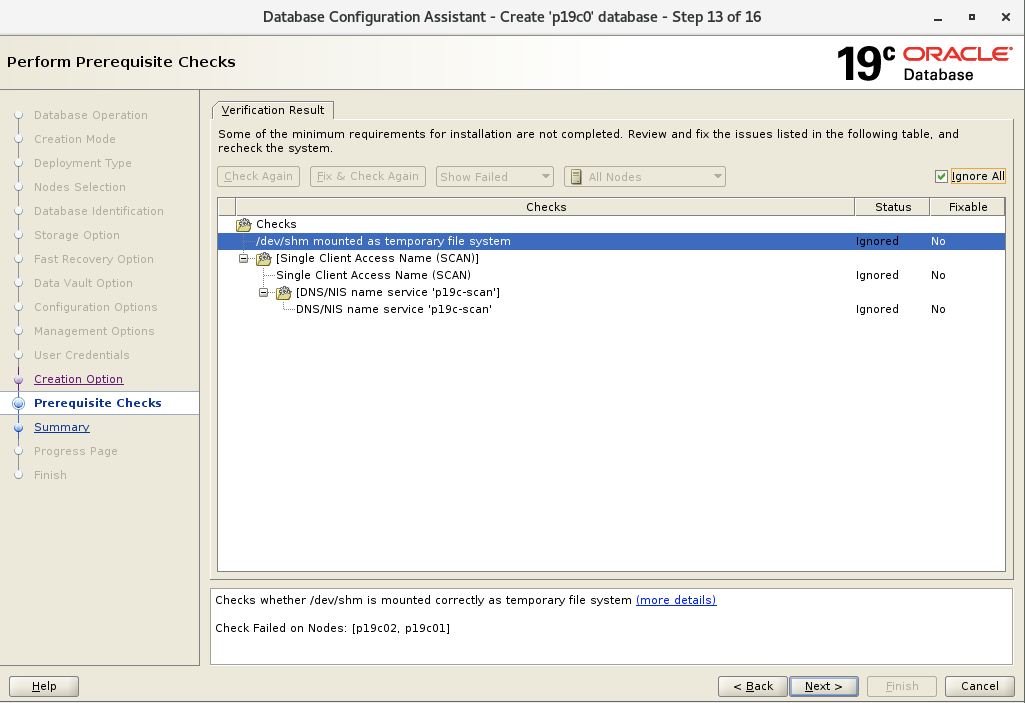 Database Configuration Assistant - Create 'p19c0' database - Step 13 of 16
Perform Prerequisite Checks
19c ORACLE
Database
Database Operation
Creation Mode
Deployment Type
Nodes Selection
Database Identification
Storage Option
Fast Recovery Option
Data Vault Option
Configuration Options
Management Options
User Credentials
Creation Option
Prerequisite Checks
Summary
Progress Page
Finish
Verification Result
Some of the minimum requirements for installation are not completed. Review and fix the issues listed in the following table, and
recheck the system.
Check Again Fix & Check Again Show Failed All Nodes Ignore All
Checks Status Fixable
Checks
/dev/shm mounted as temporary file system Ignored No
[Single Client Access Name (SCAN)]
Single Client Access Name (SCAN) Ignored No
[DNS/NIS name service 'p19c-scan']
DNS/NIS name service 'p19c-scan' Ignored No
Checks whether /dev/shm is mounted correctly as temporary file system (more details)
Check Failed on Nodes: [p19c02, p19c01]
Help < Back Next > Finish Cancel